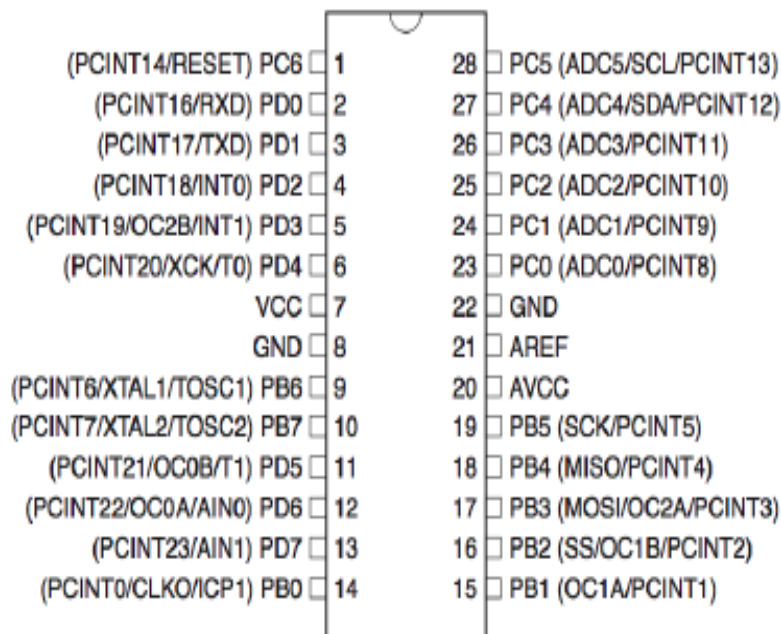 (PCINT14/RESET) PC6 1 28 PC5 (ADC5/SCL/PCINT13)
(PCINT16/RXD) PD0 2 27 PC4 (ADC4/SDA/PCINT12)
(PCINT17/TXD) PD1 3 26 PC3 (ADC3/PCINT11)
(PCINT18/INT0) PD2 4 25 PC2 (ADC2/PCINT10)
(PCINT19/OC2B/INT1) PD3 5 24 PC1 (ADC1/PCINT9)
(PCINT20/XCK/T0) PD4 6 23 PC0 (ADC0/PCINT8)
VCC 7 22 GND
GND 8 21 AREF
(PCINT6/XTAL1/TOSC1) PB6 9 20 AVCC
(PCINT7/XTAL2/TOSC2) PB7 10 19 PB5 (SCK/PCINT5)
(PCINT21/OC0B/T1) PD5 11 18 PB4 (MISO/PCINT4)
(PCINT22/OC0A/AIN0) PD6 12 17 PB3 (MOSI/OC2A/PCINT3)
(PCINT23/AIN1) PD7 13 16 PB2 (SS/OC1B/PCINT2)
(PCINT0/CLKO/ICP1) PB0 14 15 PB1 (OC1A/PCINT1)